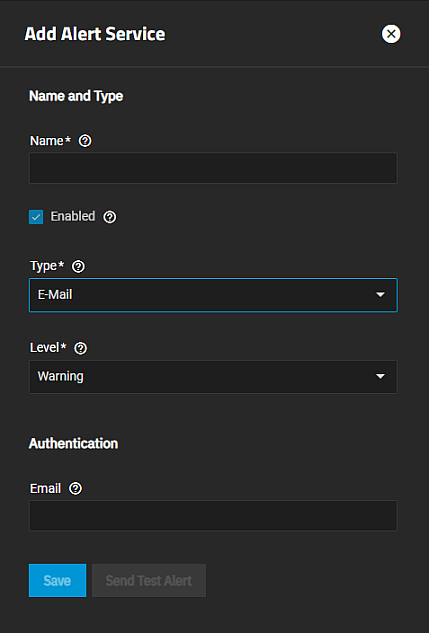 Add Alert Service
Name and Type
Name*
Enabled
Type*
E-Mail
Level*
Warning
Authentication
Email
Save Send Test Alert